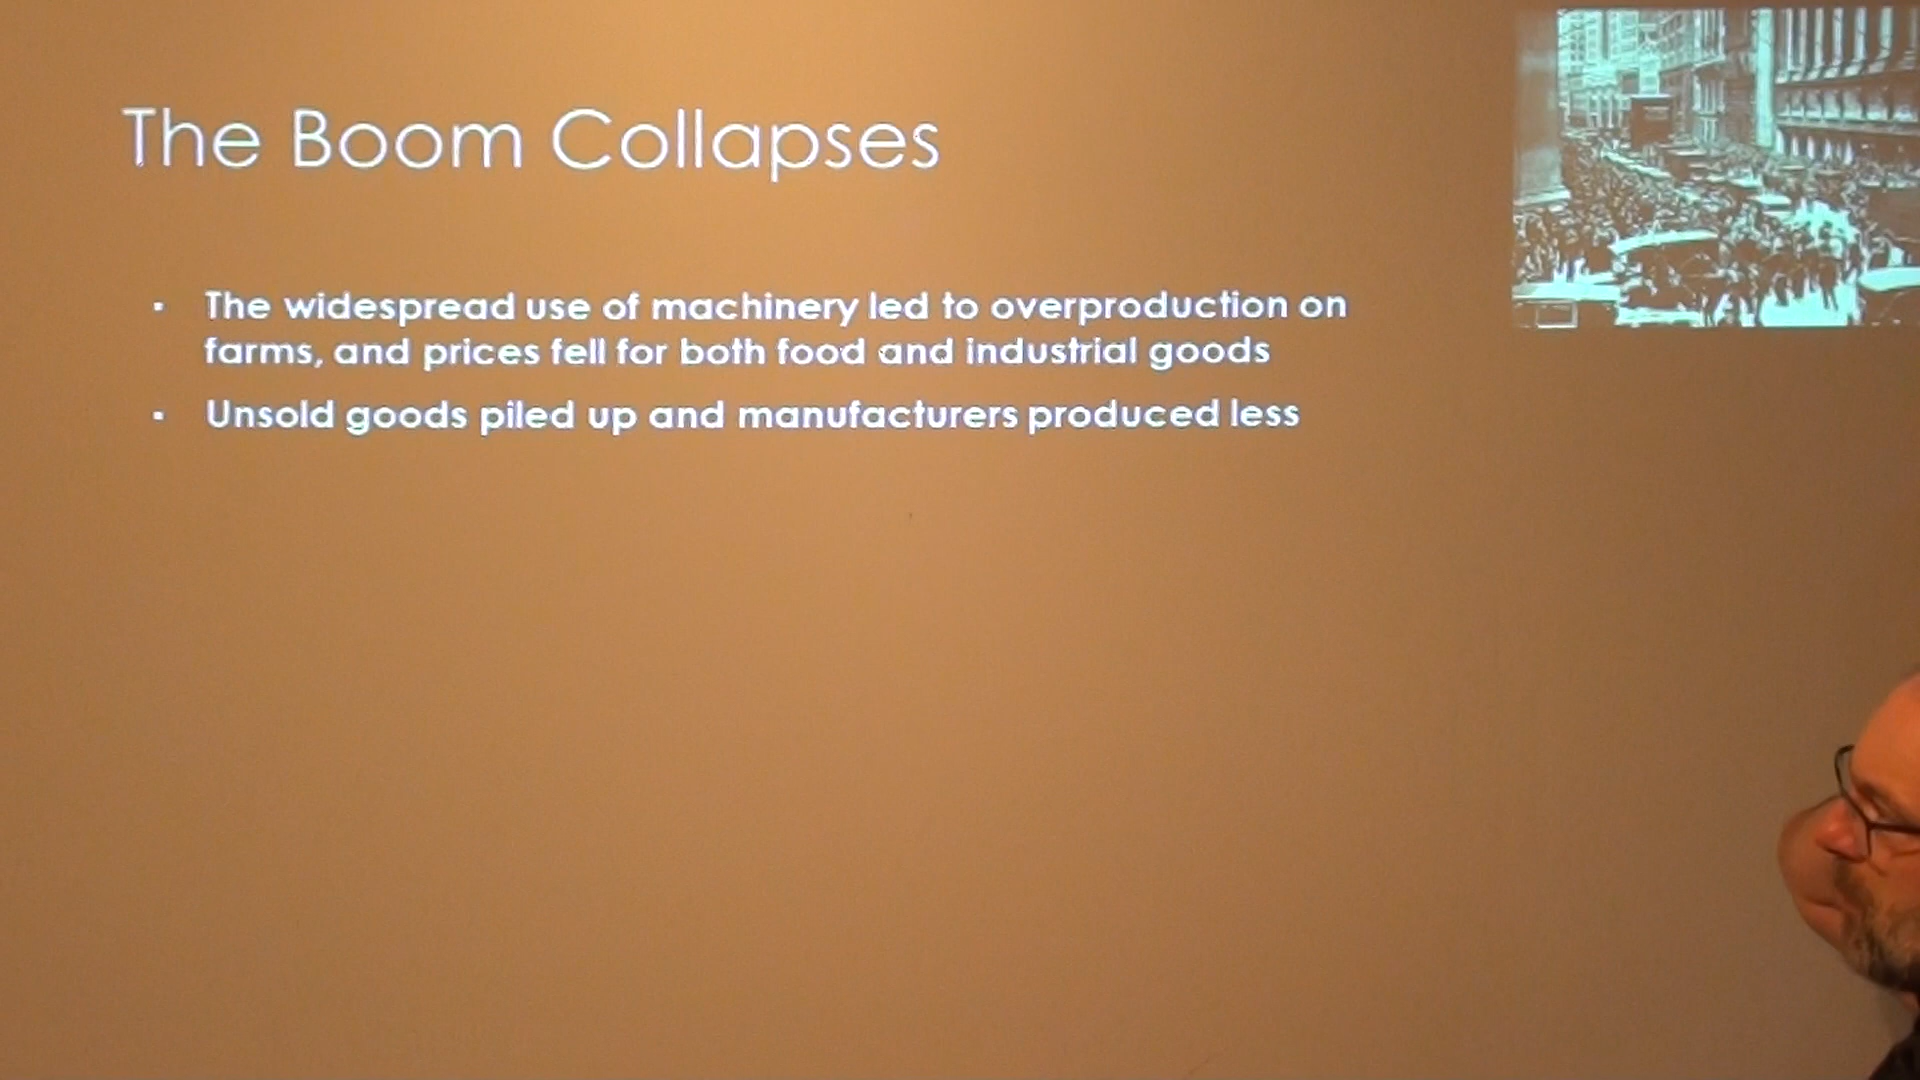 The Boom Collapses
▪ The widespread use of machinery led to overproduction on
farms, and prices fell for both food and industrial goods
▪ Unsold goods piled up and manufacturers produced less